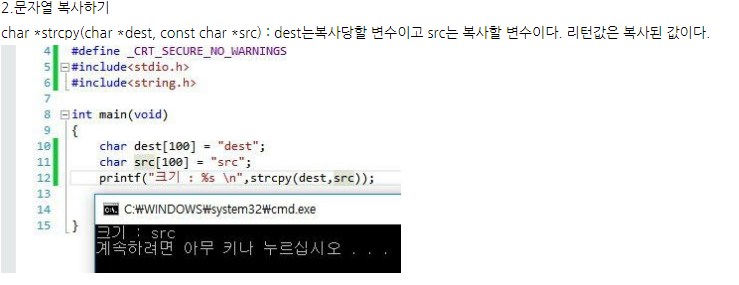 2.문자열 복사하기
char *strcpy(char *dest, const char *src) : dest는복사당할 변수이고 src는 복사할 변수이다. 리턴값은 복사된 값이다.
4 #define _CRT_SECURE_NO_WARNINGS
5 #include<stdio.h>
6 #include<string.h>
7
8 int main(void)
9 {
10 char dest[100] = "dest";
11 char src[100] = "src";
12 printf("크기 : %s \n",strcpy(dest,src));
13
14
15 }
C:₩WINDOWS₩system32₩cmd.exe
크기 : src
계속하려면 아무 키나 누르십시오 . . .